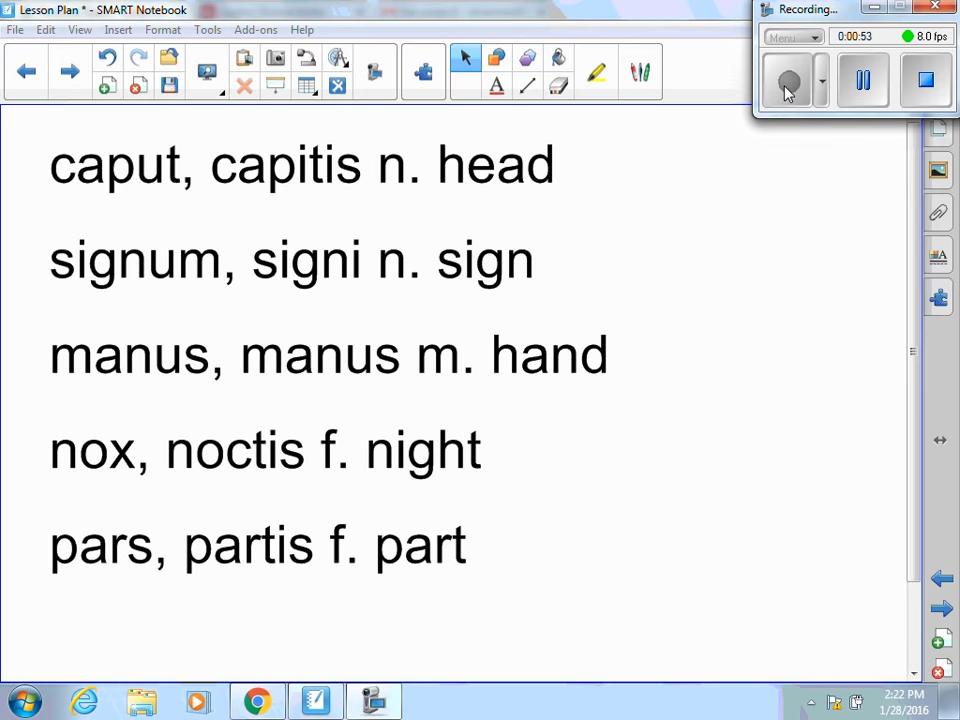 Lesson Plan * - SMART Notebook
Recording...
File Edit View Insert Format Tools Add-ons Help
Menu 0:00:53 8.0 fps
caput, capitis n. head
signum, signi n. sign
manus, manus m. hand
nox, noctis f. night
pars, partis f. part
2:22 PM
1/28/2016